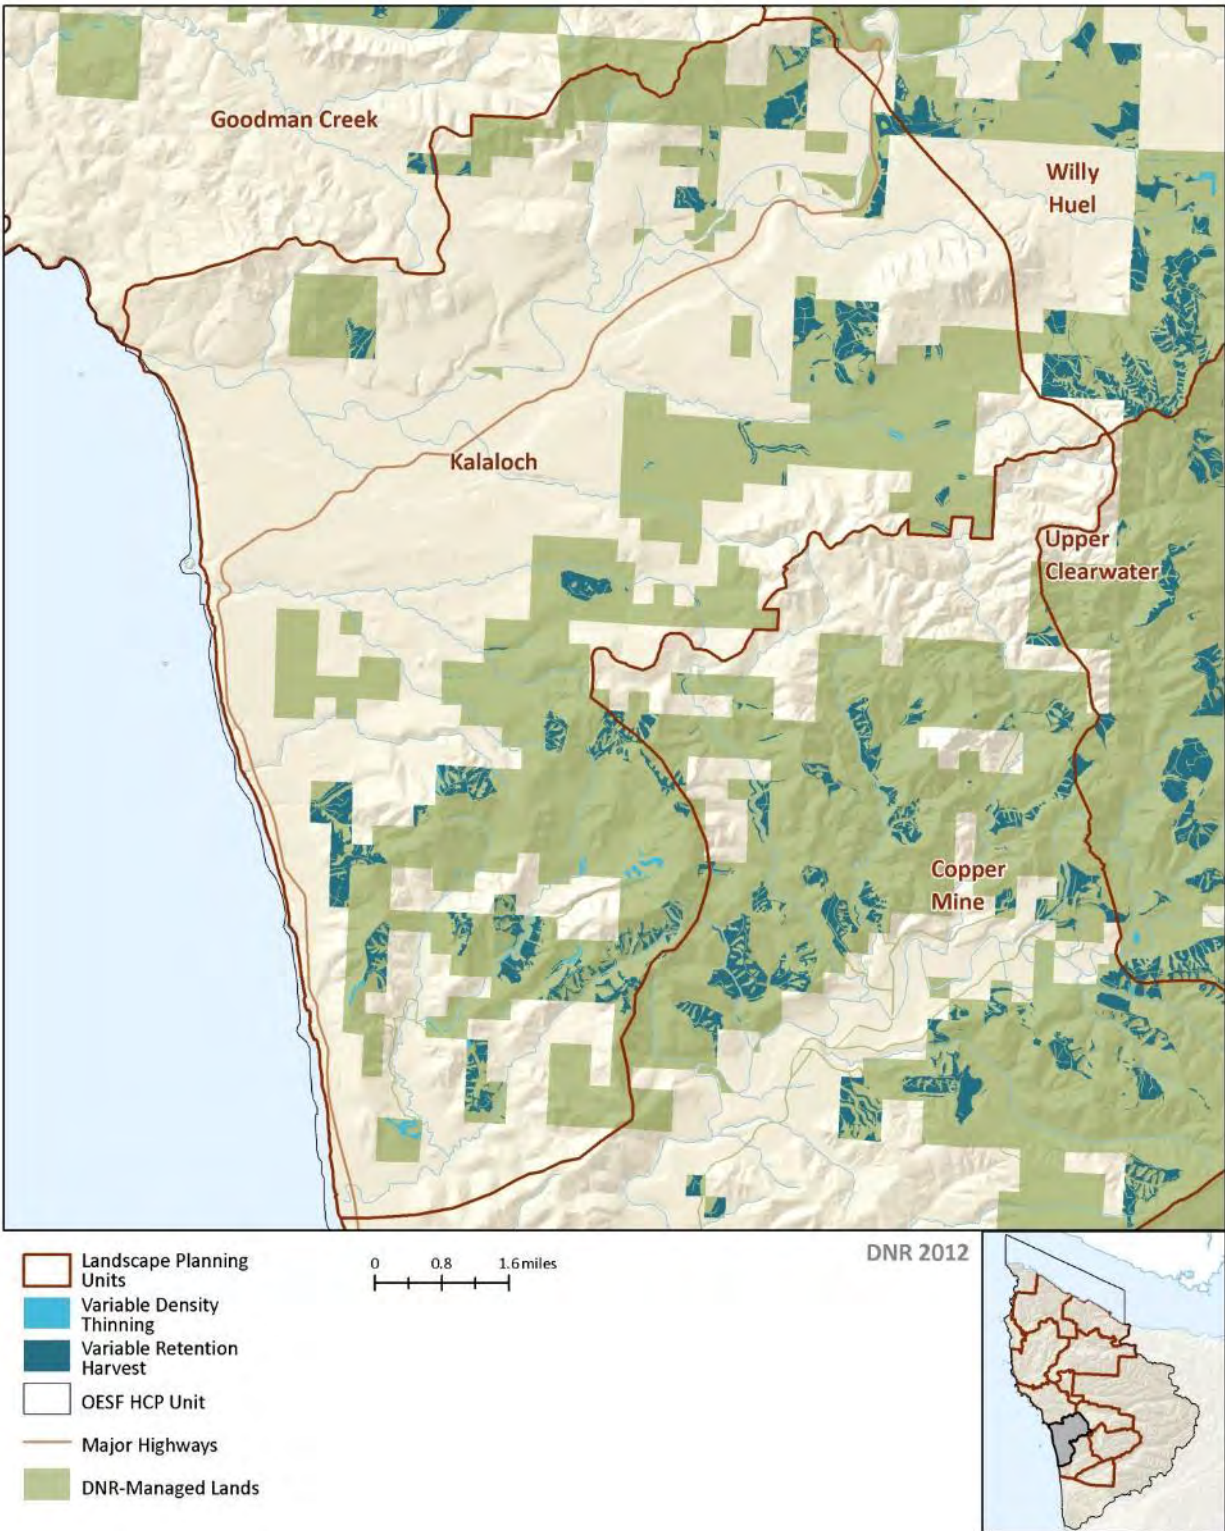 Goodman Creek
Willy
Huel
Kalaloch
Upper
Clearwater
Copper
Mine
Landscape Planning
Units
Variable Density
Thinning
Variable Retention
Harvest
OESF HCP Unit
Major Highways
DNR-Managed Lands
0 0.8 1.6 miles
DNR 2012